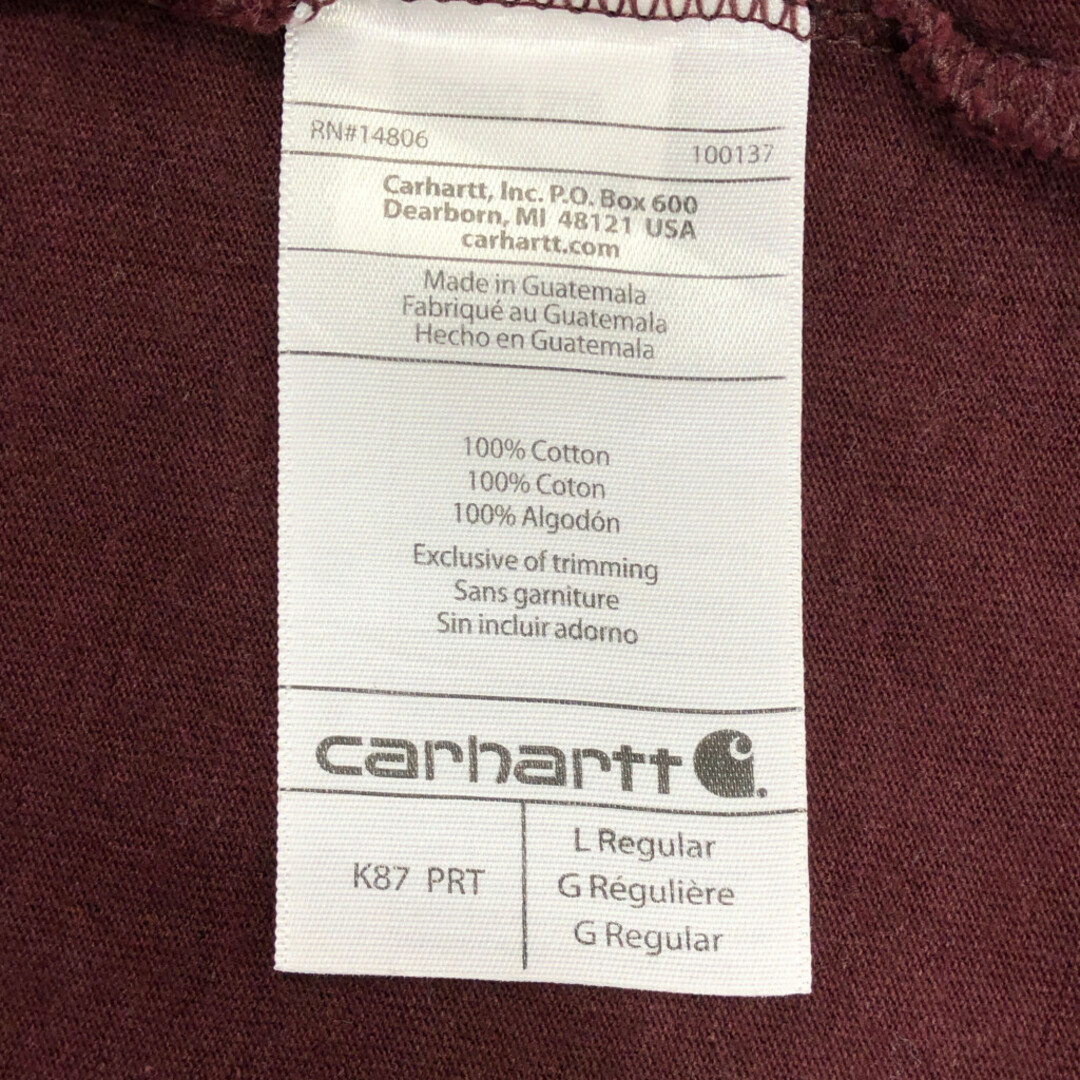 RN#14806 100137
Carhartt, Inc. P.O. Box 600
Dearborn, MI 48121 USA
carhartt.com
Made in Guatemala
Fabriqué au Guatemala
Hecho en Guatemala
100% Cotton
100% Coton
100% Algodón
Exclusive of trimming
Sans garniture
Sin incluir adorno
carhartt
K87 PRT
L Regular
G Régulière
G Regular